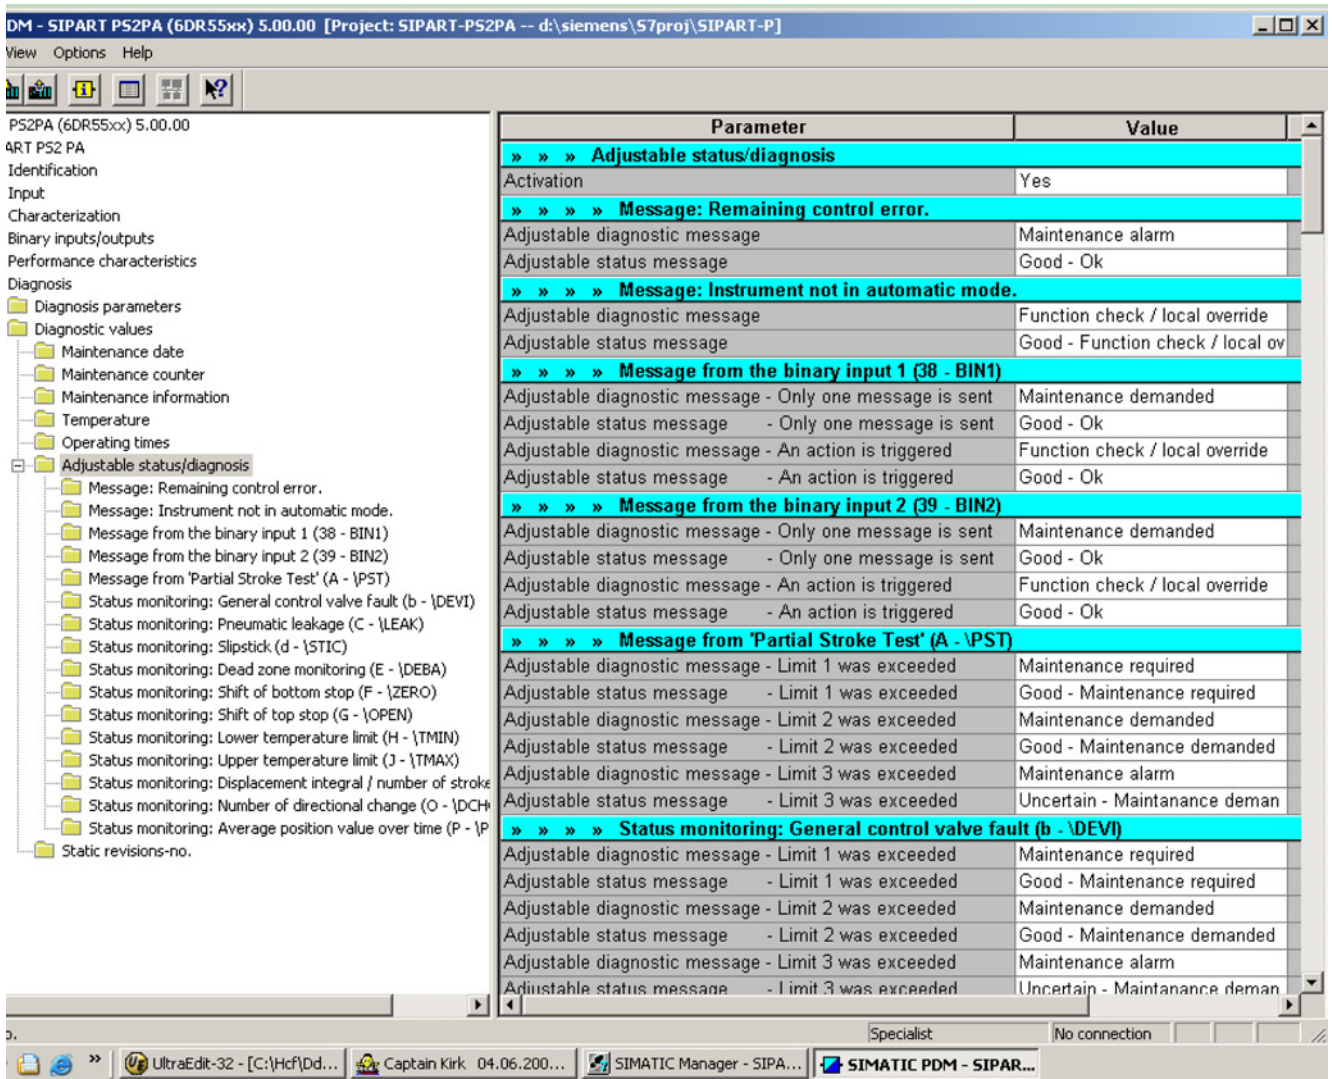 DM - SIPART PS2PA (6DR55xx) 5.00.00 [Project: SIPART-PS2PA -- d:\siemens\S7proj\SIPART-P]
View Options Help
PS2PA (6DR55xx) 5.00.00
ART PS2 PA
Identification
Input
Characterization
Binary inputs/outputs
Performance characteristics
Diagnosis
Diagnosis parameters
Diagnostic values
Maintenance date
Maintenance counter
Maintenance information
Temperature
Operating times
Adjustable status/diagnosis
Message: Remaining control error.
Message: Instrument not in automatic mode.
Message from the binary input 1 (38 - BIN1)
Message from the binary input 2 (39 - BIN2)
Message from 'Partial Stroke Test' (A - \PST)
Status monitoring: General control valve fault (b - \DEVI)
Status monitoring: Pneumatic leakage (C - \LEAK)
Status monitoring: Slipstick (d - \STIC)
Status monitoring: Dead zone monitoring (E - \DEBA)
Status monitoring: Shift of bottom stop (F - \ZERO)
Status monitoring: Shift of top stop (G - \OPEN)
Status monitoring: Lower temperature limit (H - \TMIN)
Status monitoring: Upper temperature limit (J - \TMAX)
Status monitoring: Displacement integral / number of stroke
Status monitoring: Number of directional change (O - \DCH
Status monitoring: Average position value over time (P - \P
Static revisions-no.
Parameter Value
» » » Adjustable status/diagnosis
Activation Yes
» » » » Message: Remaining control error.
Adjustable diagnostic message Maintenance alarm
Adjustable status message Good - Ok
» » » » Message: Instrument not in automatic mode.
Adjustable diagnostic message Function check / local override
Adjustable status message Good - Function check / local ov
» » » » Message from the binary input 1 (38 - BIN1)
Adjustable diagnostic message - Only one message is sent Maintenance demanded
Adjustable status message - Only one message is sent Good - Ok
Adjustable diagnostic message - An action is triggered Function check / local override
Adjustable status message - An action is triggered Good - Ok
» » » » Message from the binary input 2 (39 - BIN2)
Adjustable diagnostic message - Only one message is sent Maintenance demanded
Adjustable status message - Only one message is sent Good - Ok
Adjustable diagnostic message - An action is triggered Function check / local override
Adjustable status message - An action is triggered Good - Ok
» » » » Message from 'Partial Stroke Test' (A - \PST)
Adjustable diagnostic message - Limit 1 was exceeded Maintenance required
Adjustable status message - Limit 1 was exceeded Good - Maintenance required
Adjustable diagnostic message - Limit 2 was exceeded Maintenance demanded
Adjustable status message - Limit 2 was exceeded Good - Maintenance demanded
Adjustable diagnostic message - Limit 3 was exceeded Maintenance alarm
Adjustable status message - Limit 3 was exceeded Uncertain - Maintanance deman
» » » » Status monitoring: General control valve fault (b - \DEVI)
Adjustable diagnostic message - Limit 1 was exceeded Maintenance required
Adjustable status message - Limit 1 was exceeded Good - Maintenance required
Adjustable diagnostic message - Limit 2 was exceeded Maintenance demanded
Adjustable status message - Limit 2 was exceeded Good - Maintenance demanded
Adjustable diagnostic message - Limit 3 was exceeded Maintenance alarm
Adjustable status message - Limit 3 was exceeded Uncertain - Maintanance deman
Specialist No connection
» UltraEdit-32 - [C:\Hcf\Dd... Captain Kirk 04.06.200... SIMATIC Manager - SIPA... SIMATIC PDM - SIPAR...